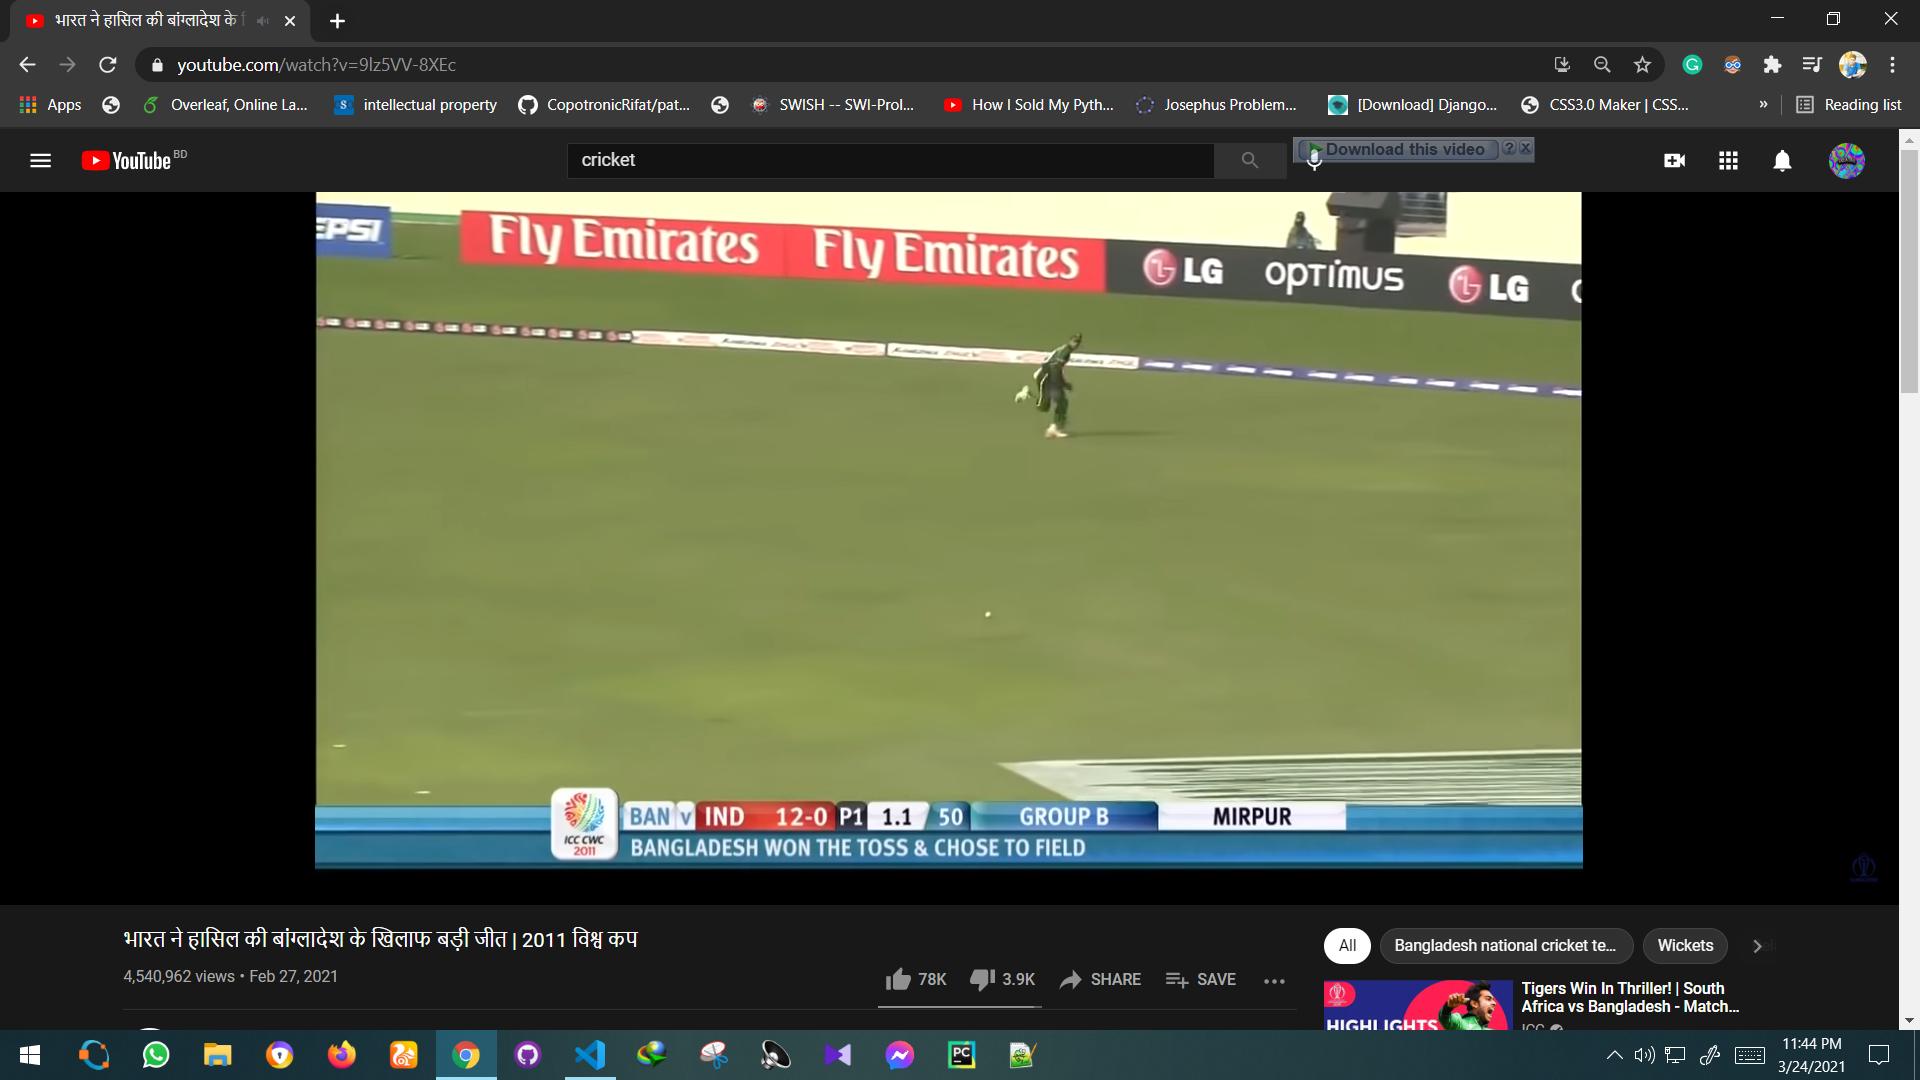 भारत ने हासिल की बांग्लादेश के
youtube.com/watch?v=9lz5VV-8XEc
Apps
Overleaf, Online La...
intellectual property
CopotronicRifat/pat...
SWISH -- SWI-Prol...
How I Sold My Pyth...
Josephus Problem...
[Download] Django...
CSS3.0 Maker | CSS...
»
Reading list
YouTube BD
cricket
Download this video
EPSI
Fly Emirates Fly Emirates
LG OPTIMUS LG
ICC CWC
2011
BAN v IND 12-0 P1 1.1 50 GROUP B MIRPUR
BANGLADESH WON THE TOSS & CHOSE TO FIELD
भारत ने हासिल की बांग्लादेश के खिलाफ बड़ी जीत | 2011 विश्व कप
4,540,962 views • Feb 27, 2021
78K 3.9K SHARE SAVE
All Bangladesh national cricket te... Wickets
HIGHLIGHTS
Tigers Win In Thriller! | South
Africa vs Bangladesh - Match...
ICC
11:44 PM
3/24/2021